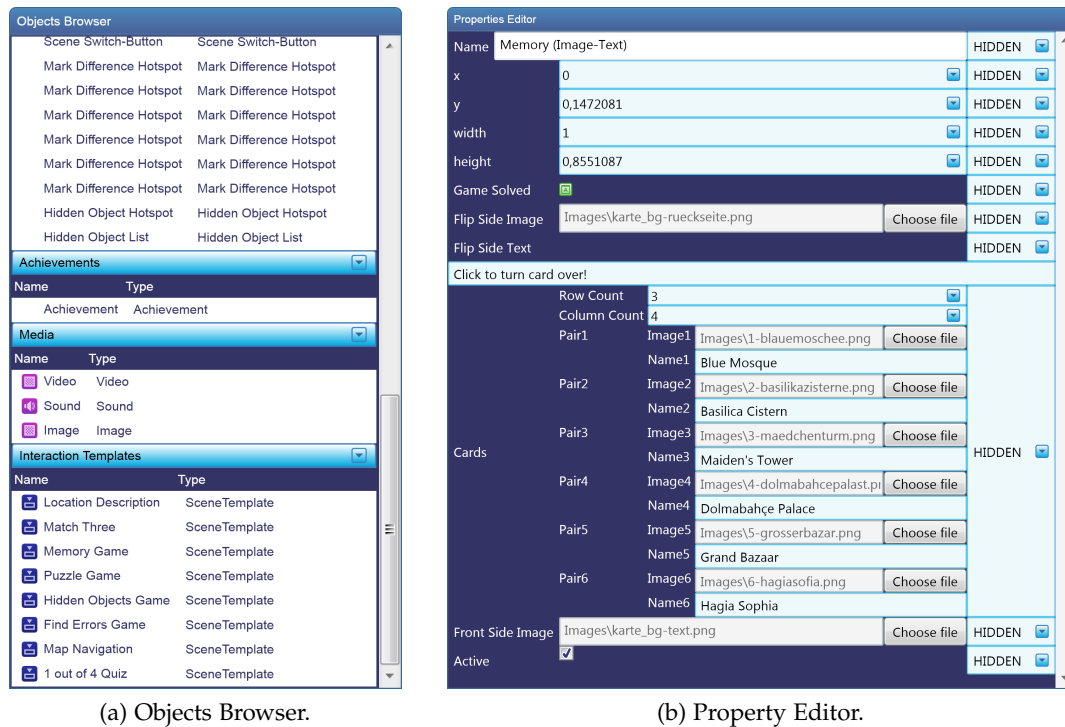 Objects Browser
Scene Switch-Button Scene Switch-Button
Mark Difference Hotspot Mark Difference Hotspot
Mark Difference Hotspot Mark Difference Hotspot
Mark Difference Hotspot Mark Difference Hotspot
Mark Difference Hotspot Mark Difference Hotspot
Mark Difference Hotspot Mark Difference Hotspot
Mark Difference Hotspot Mark Difference Hotspot
Hidden Object Hotspot Hidden Object Hotspot
Hidden Object List Hidden Object List
Achievements
Name Type
Achievement Achievement
Media
Name Type
Video Video
Sound Sound
Image Image
Interaction Templates
Name Type
Location Description SceneTemplate
Match Three SceneTemplate
Memory Game SceneTemplate
Puzzle Game SceneTemplate
Hidden Objects Game SceneTemplate
Find Errors Game SceneTemplate
Map Navigation SceneTemplate
1 out of 4 Quiz SceneTemplate
(a) Objects Browser.
Properties Editor
Name Memory (Image-Text) HIDDEN
x 0 HIDDEN
y 0,1472081 HIDDEN
width 1 HIDDEN
height 0,8551087 HIDDEN
Game Solved HIDDEN
Flip Side Image Images\karte_bg-rueckseite.png Choose file HIDDEN
Flip Side Text HIDDEN
Click to turn card over!
Row Count 3
Column Count 4
Pair1 Image1 Images\1-blauemoschee.png Choose file
Name1 Blue Mosque
Pair2 Image2 Images\2-basilikazisterne.png Choose file
Name2 Basilica Cistern
Pair3 Image3 Images\3-maedchenturm.png Choose file
Cards Name3 Maiden's Tower HIDDEN
Pair4 Image4 Images\4-dolmabahcepalast.pr Choose file
Name4 Dolmabahçe Palace
Pair5 Image5 Images\5-grosserbazar.png Choose file
Name5 Grand Bazaar
Pair6 Image6 Images\6-hagiasofia.png Choose file
Name6 Hagia Sophia
Front Side Image Images\karte_bg-text.png Choose file HIDDEN
Active HIDDEN
(b) Property Editor.